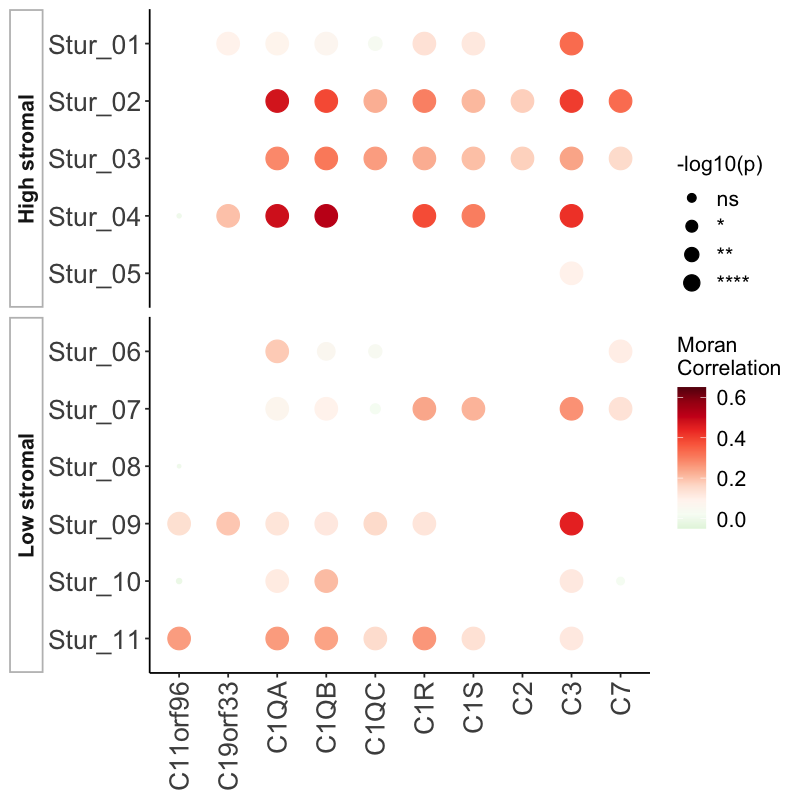 High stromal
Stur_01
Stur_02
Stur_03
Stur_04
Stur_05
Low stromal
Stur_06
Stur_07
Stur_08
Stur_09
Stur_10
Stur_11
C11orf96
C19orf33
C1QA
C1QB
C1QC
C1R
C1S
C2
C3
C7
-log10(p)
ns
*
**
****
Moran
Correlation
0.6
0.4
0.2
0.0